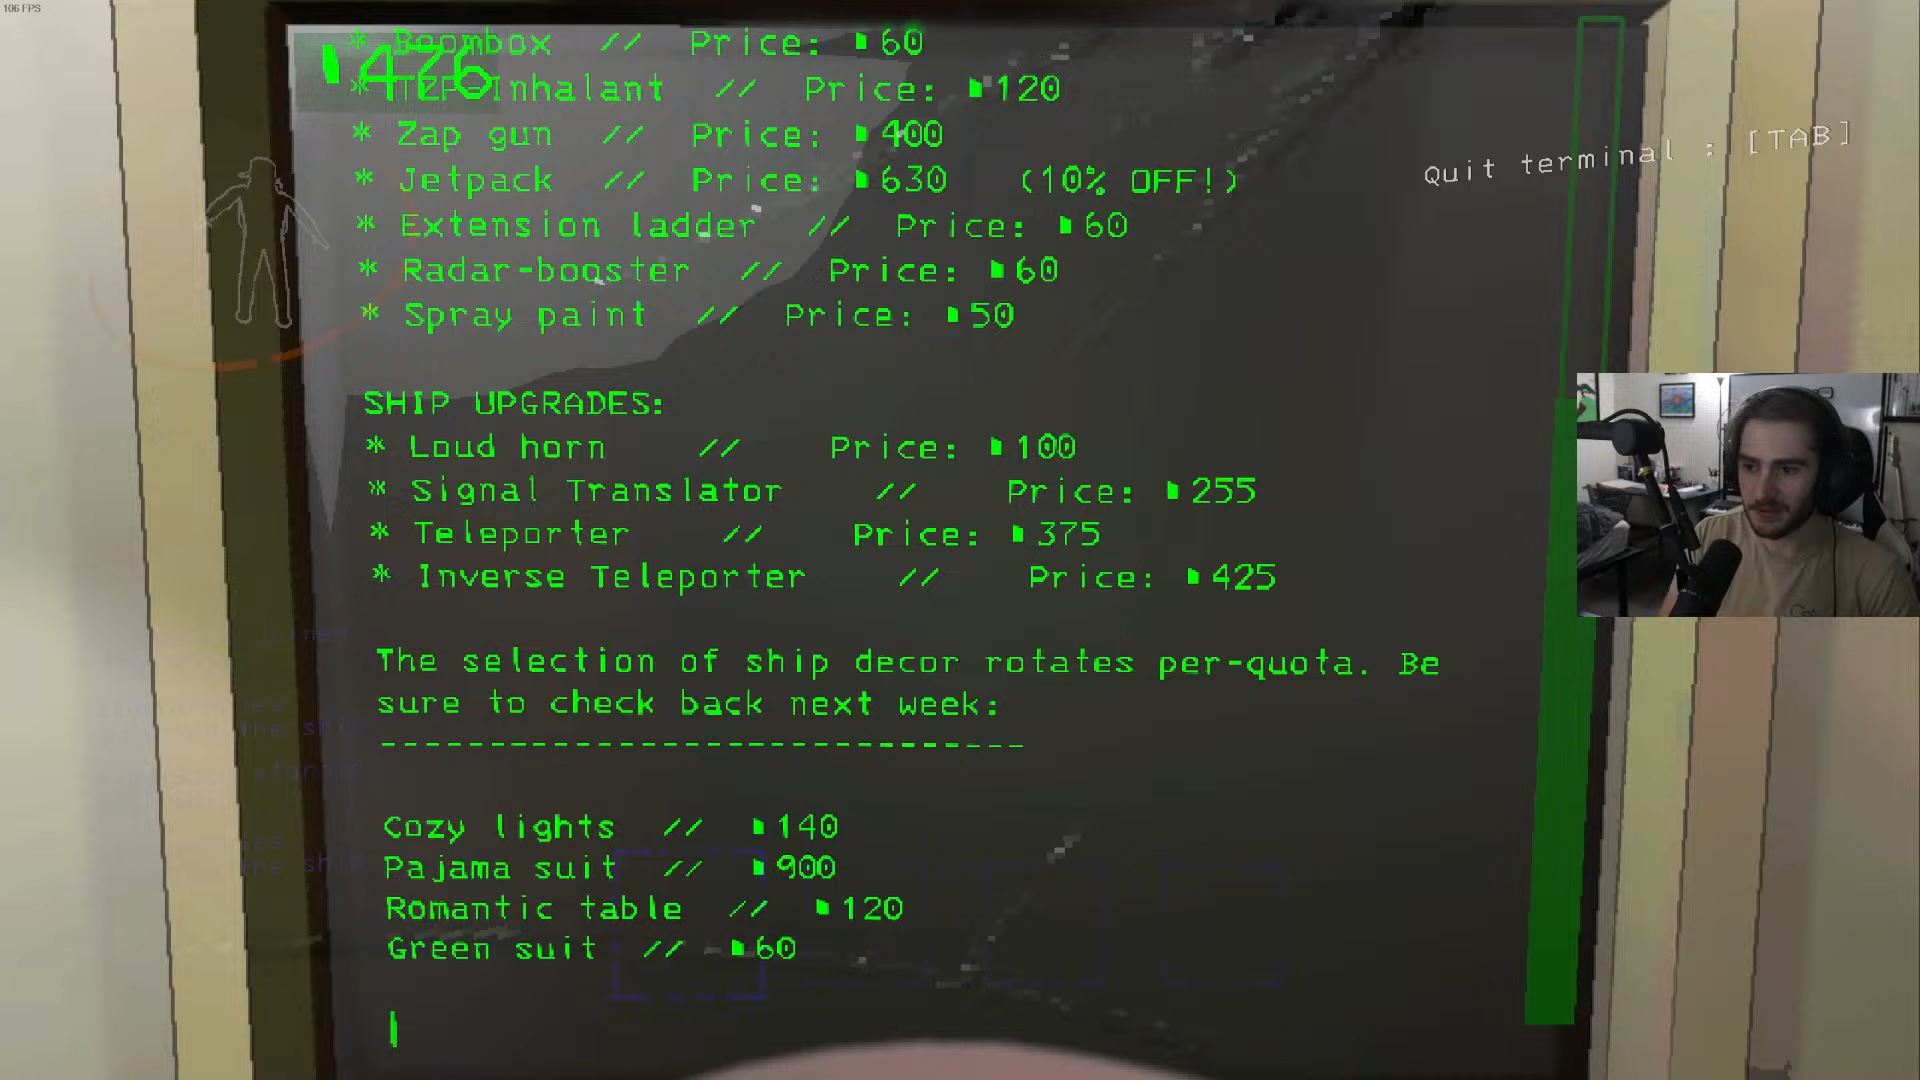 106 FPS
* Boombox // Price: ▮60
▮476
* TZP-Inhalant // Price: ▮120
* Zap gun // Price: ▮400
* Jetpack // Price: ▮630 (10% OFF!)
Quit terminal : [TAB]
* Extension ladder // Price: ▮60
* Radar-booster // Price: ▮60
* Spray paint // Price: ▮50
SHIP UPGRADES:
* Loud horn // Price: ▮100
* Signal Translator // Price: ▮255
* Teleporter // Price: ▮375
* Inverse Teleporter // Price: ▮425
The selection of ship decor rotates per-quota. Be
sure to check back next week:
------------------------------
Cozy lights // ▮140
Pajama suit // ▮900
Romantic table // ▮120
Green suit // ▮60